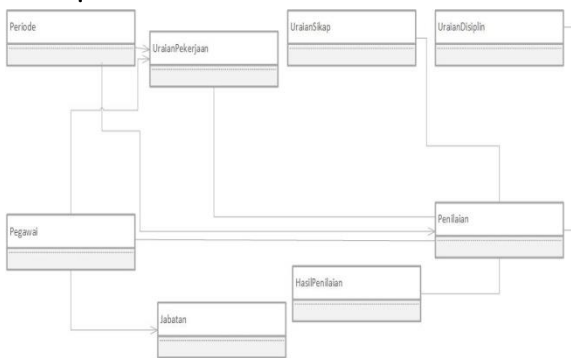 Periode
UraianPekerjaan
UraianSikap
UraianDisiplin
Pegawai
Penilaian
HasilPenilaian
Jabatan